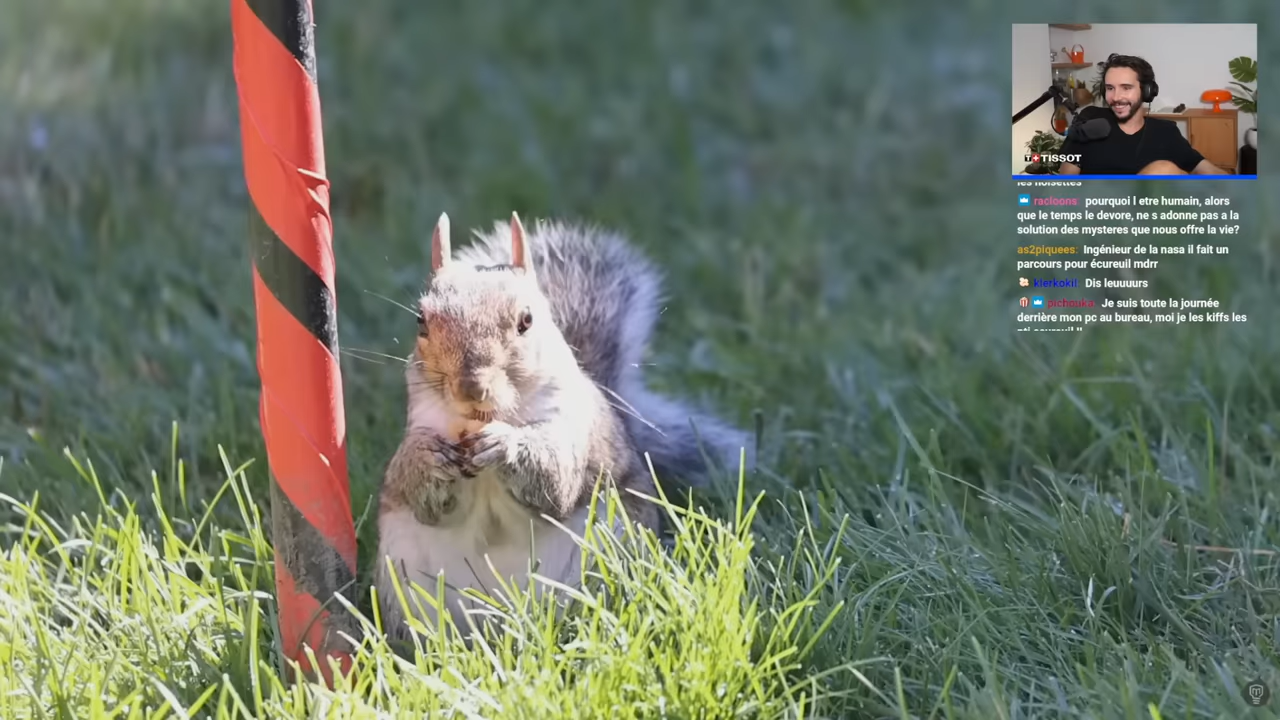 T+TISSOT
les noisettes
racloons: pourquoi l etre humain, alors
que le temps le devore, ne s adonne pas a la
solution des mysteres que nous offre la vie?
as2piquees: Ingénieur de la nasa il fait un
parcours pour écureuil mdrr
klerkoki: Dis leuuuurs
pichouka: Je suis toute la journée
derrière mon pc au bureau, moi je les kiffs les